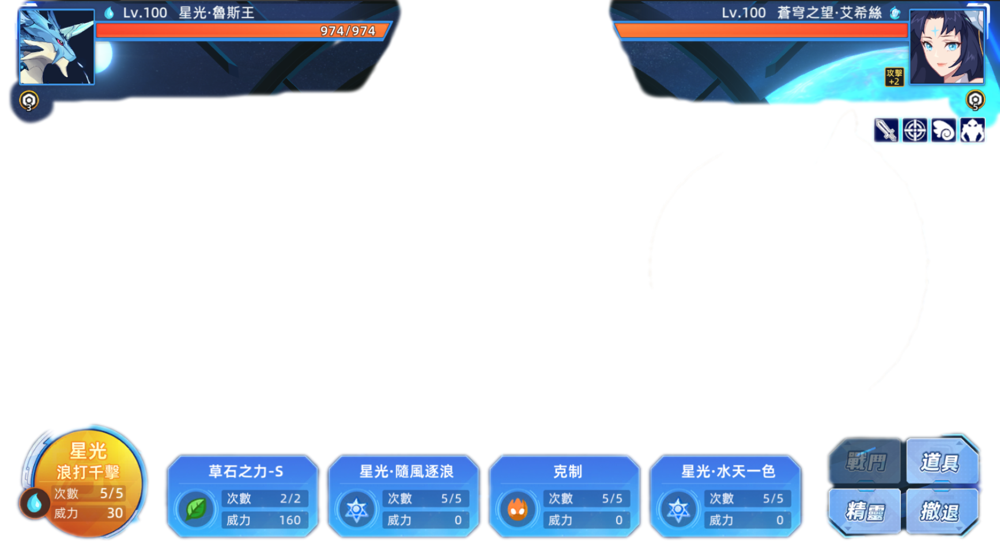 Lv.100 星光·魯斯王
974/974
3
Lv.100 蒼穹之望·艾希絲
攻擊
+2
5
星光
浪打千擊
次數 5/5
威力 30
草石之力-S
次數 2/2
威力 160
星光·隨風逐浪
次數 5/5
威力 0
克制
次數 5/5
威力 0
星光·水天一色
次數 5/5
威力 0
戰鬥
道具
精靈
撤退